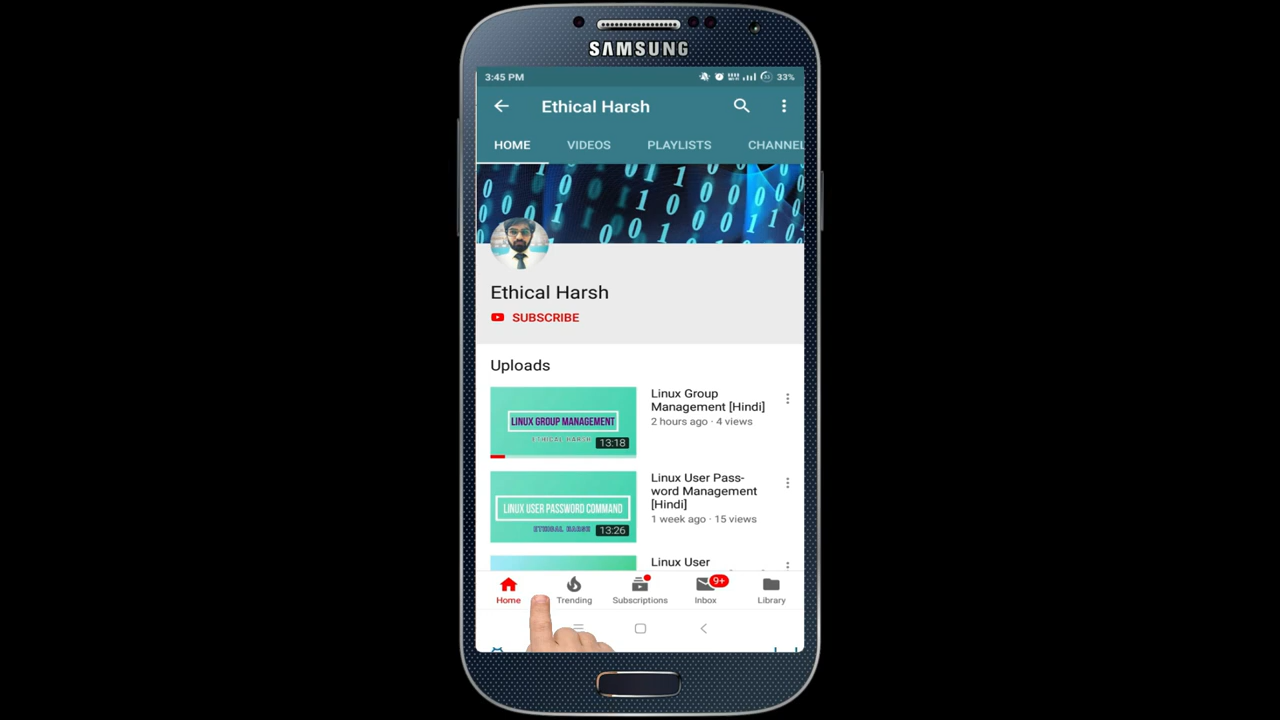 SAMSUNG
3:45 PM
33%
Ethical Harsh
HOME VIDEOS PLAYLISTS CHANNEL
Ethical Harsh
SUBSCRIBE
Uploads
LINUX GROUP MANAGEMENT
ETHICAL HARSH
13:18
Linux Group
Management [Hindi]
2 hours ago · 4 views
LINUX USER PASSWORD COMMAND
ETHICAL HARSH
13:26
Linux User Pass-
word Management
[Hindi]
1 week ago · 15 views
Linux User
Home Trending Subscriptions Inbox 9+ Library